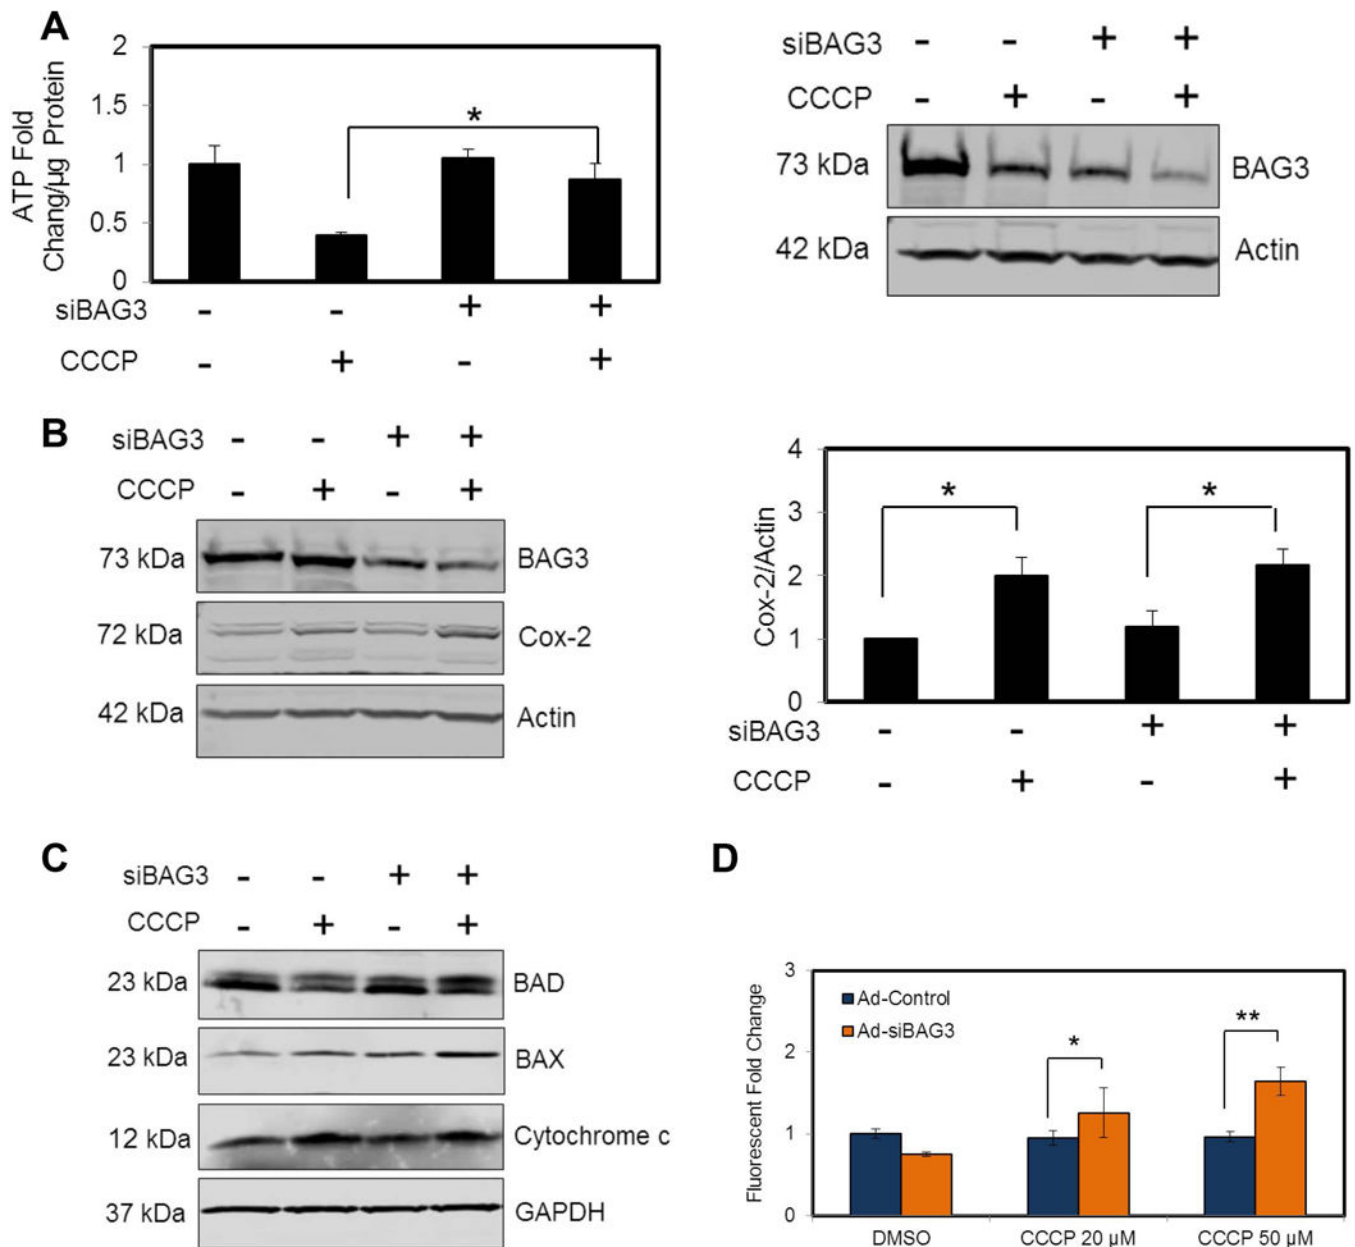 A
ATP Fold
Chang/µg Protein
2
1.5
1
0.5
0
*
siBAG3 - - + +
CCCP - + - +
siBAG3 - - + +
CCCP - + - +
73 kDa BAG3
42 kDa Actin
B
siBAG3 - - + +
CCCP - + - +
73 kDa BAG3
72 kDa Cox-2
42 kDa Actin
Cox-2/Actin
4
3
2
1
0
* *
siBAG3 - - + +
CCCP - + - +
C
siBAG3 - - + +
CCCP - + - +
23 kDa BAD
23 kDa BAX
12 kDa Cytochrome c
37 kDa GAPDH
D
Fluorescent Fold Change
3
2
1
0
Ad-Control
Ad-siBAG3
* **
DMSO CCCP 20 µM CCCP 50 µM